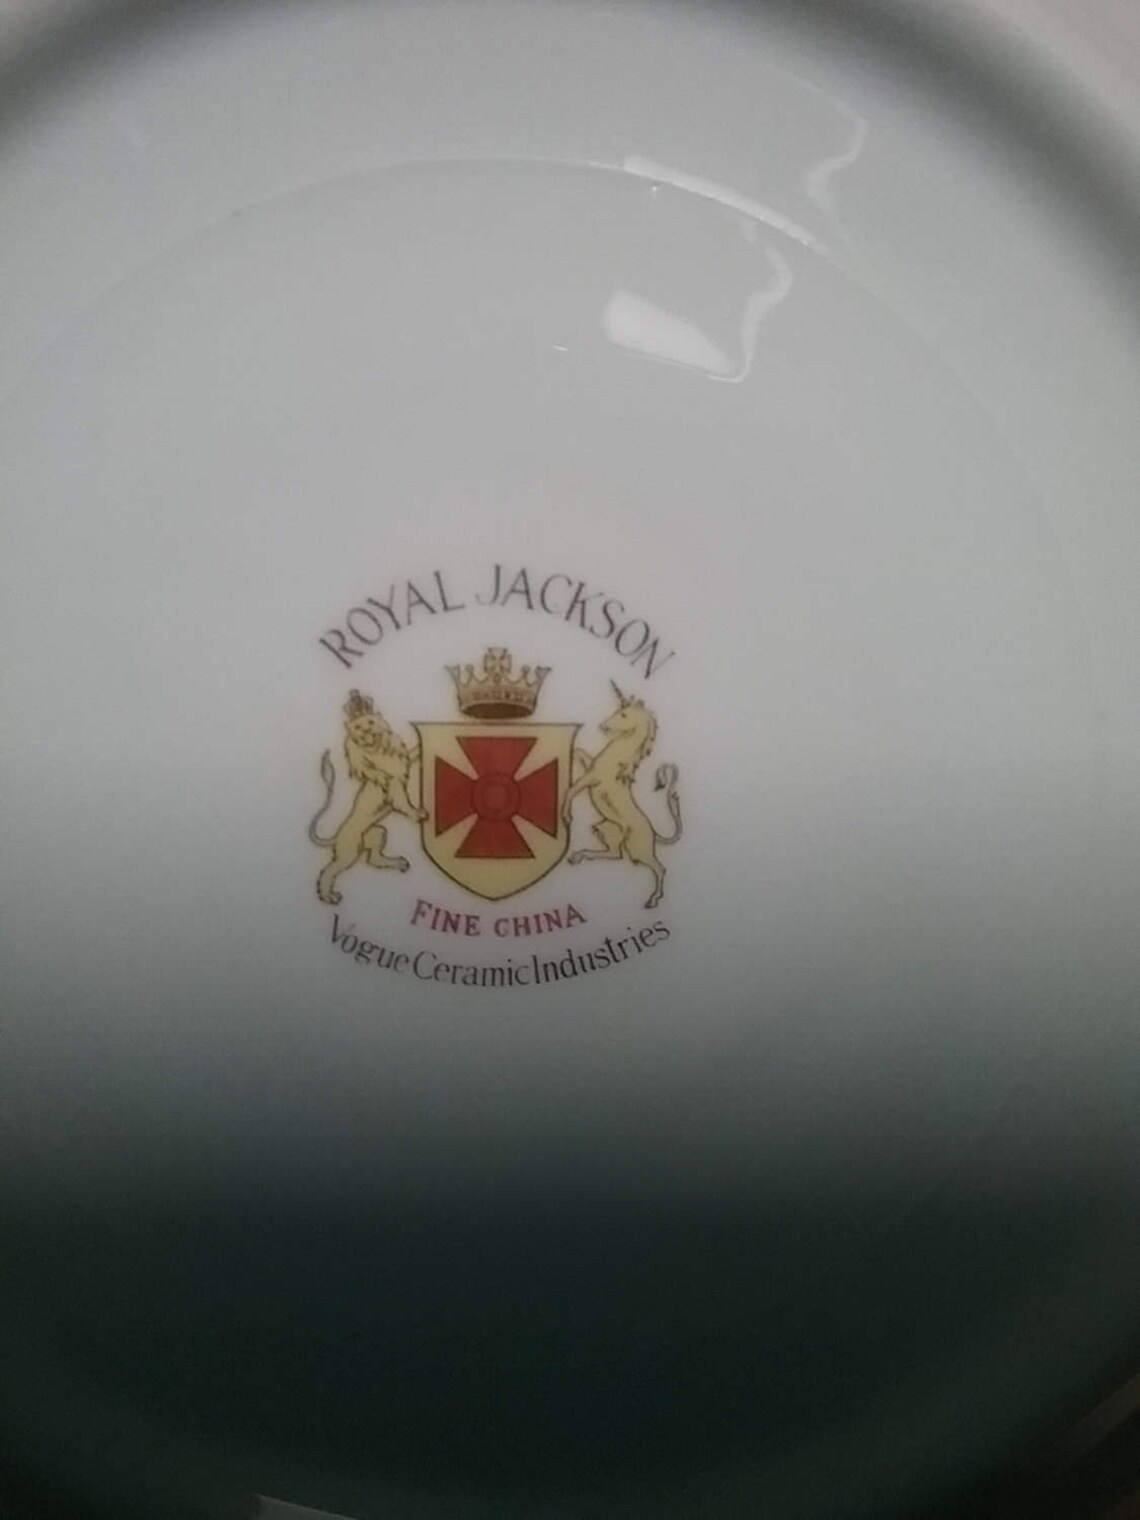 ROYAL JACKSON
FINE CHINA
Vogue Ceramic Industries